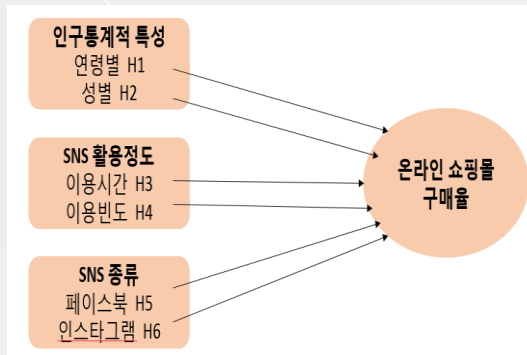 인구통계적 특성
연령별 H1
성별 H2
SNS 활용정도
이용시간 H3
이용빈도 H4
SNS 종류
페이스북 H5
인스타그램 H6
온라인 쇼핑몰
구매율